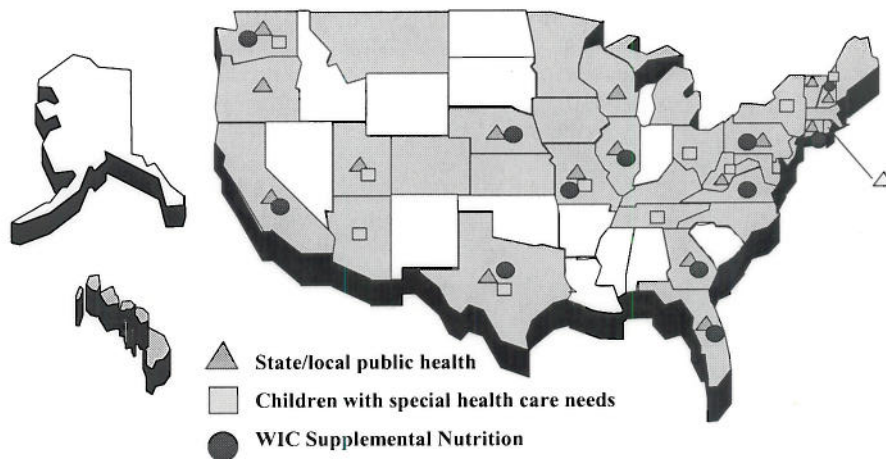 State/local public health
Children with special health care needs
WIC Supplemental Nutrition